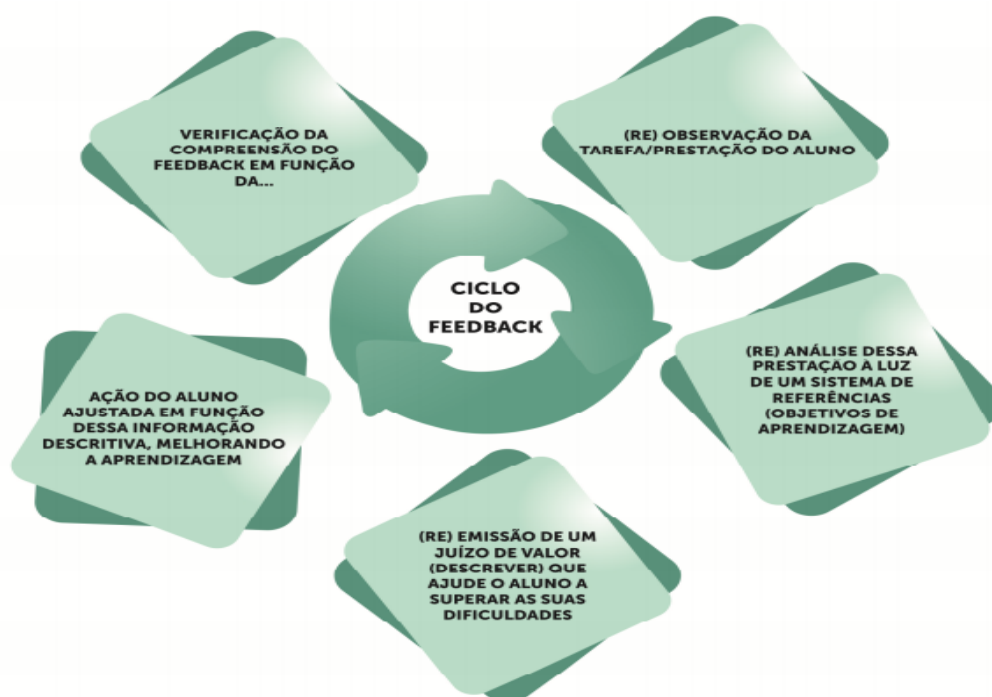 VERIFICAÇÃO DA
COMPREENSÃO DO
FEEDBACK EM FUNÇÃO
DA...
(RE) OBSERVAÇÃO DA
TAREFA/PRESTAÇÃO DO ALUNO
CICLO
DO
FEEDBACK
(RE) ANÁLISE DESSA
PRESTAÇÃO À LUZ
DE UM SISTEMA DE
REFERÊNCIAS
(OBJETIVOS DE
APRENDIZAGEM)
AÇÃO DO ALUNO
AJUSTADA EM FUNÇÃO
DESSA INFORMAÇÃO
DESCRITIVA, MELHORANDO
A APRENDIZAGEM
(RE) EMISSÃO DE UM
JUÍZO DE VALOR
(DESCREVER) QUE
AJUDE O ALUNO A
SUPERAR AS SUAS
DIFICULDADES